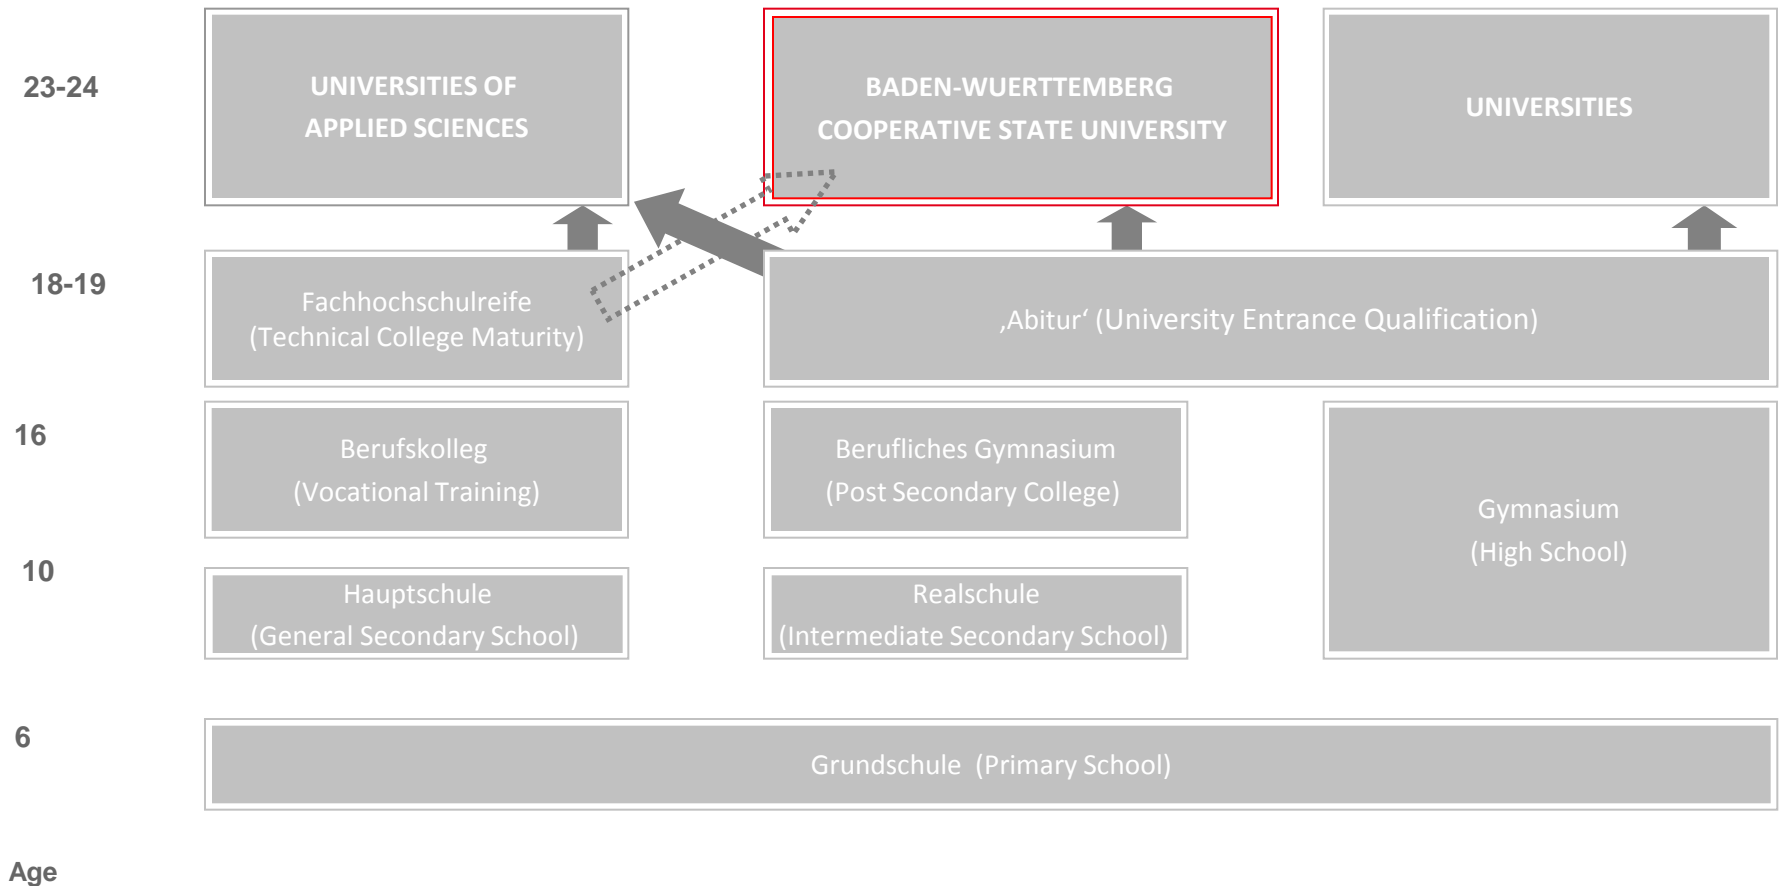 23-24
UNIVERSITIES OF
APPLIED SCIENCES
BADEN-WUERTTEMBERG
COOPERATIVE STATE UNIVERSITY
UNIVERSITIES
18-19
Fachhochschulreife
(Technical College Maturity)
‚Abitur‘ (University Entrance Qualification)
16
Berufskolleg
(Vocational Training)
Berufliches Gymnasium
(Post Secondary College)
Gymnasium
(High School)
10
Hauptschule
(General Secondary School)
Realschule
(Intermediate Secondary School)
6
Grundschule (Primary School)
Age